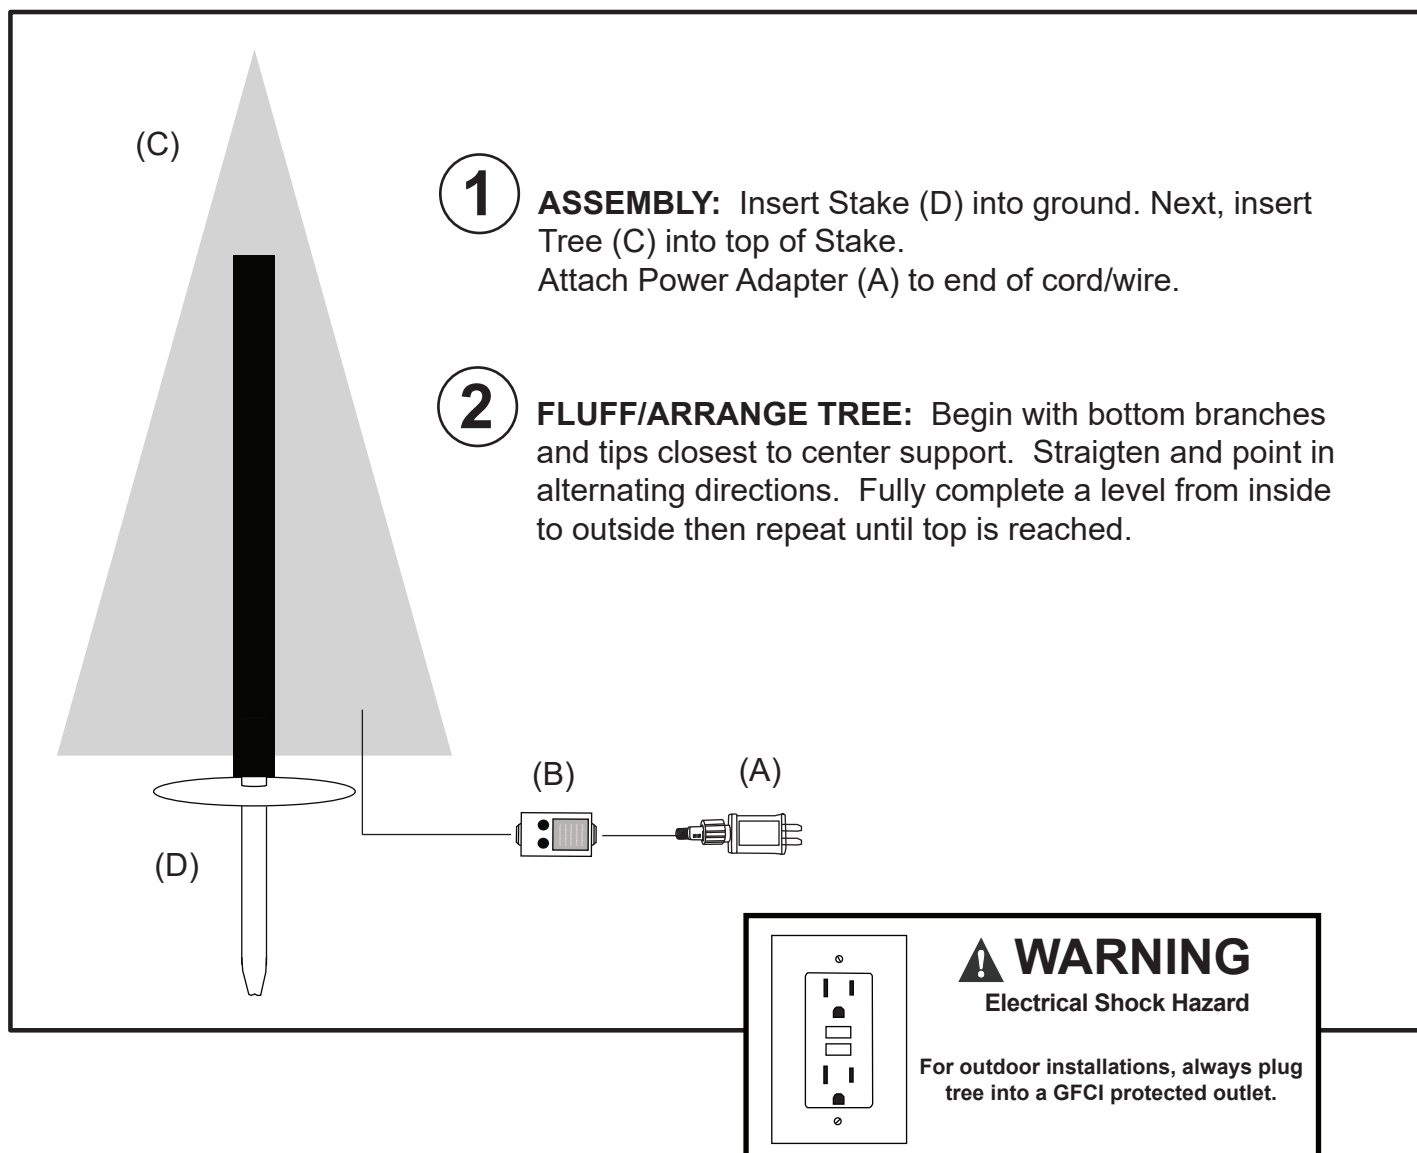 (C)
1
ASSEMBLY: Insert Stake (D) into ground. Next, insert
Tree (C) into top of Stake.
Attach Power Adapter (A) to end of cord/wire.
2
FLUFF/ARRANGE TREE: Begin with bottom branches
and tips closest to center support. Straigten and point in
alternating directions. Fully complete a level from inside
to outside then repeat until top is reached.
(B)
(A)
(D)
WARNING
Electrical Shock Hazard
For outdoor installations, always plug
tree into a GFCI protected outlet.